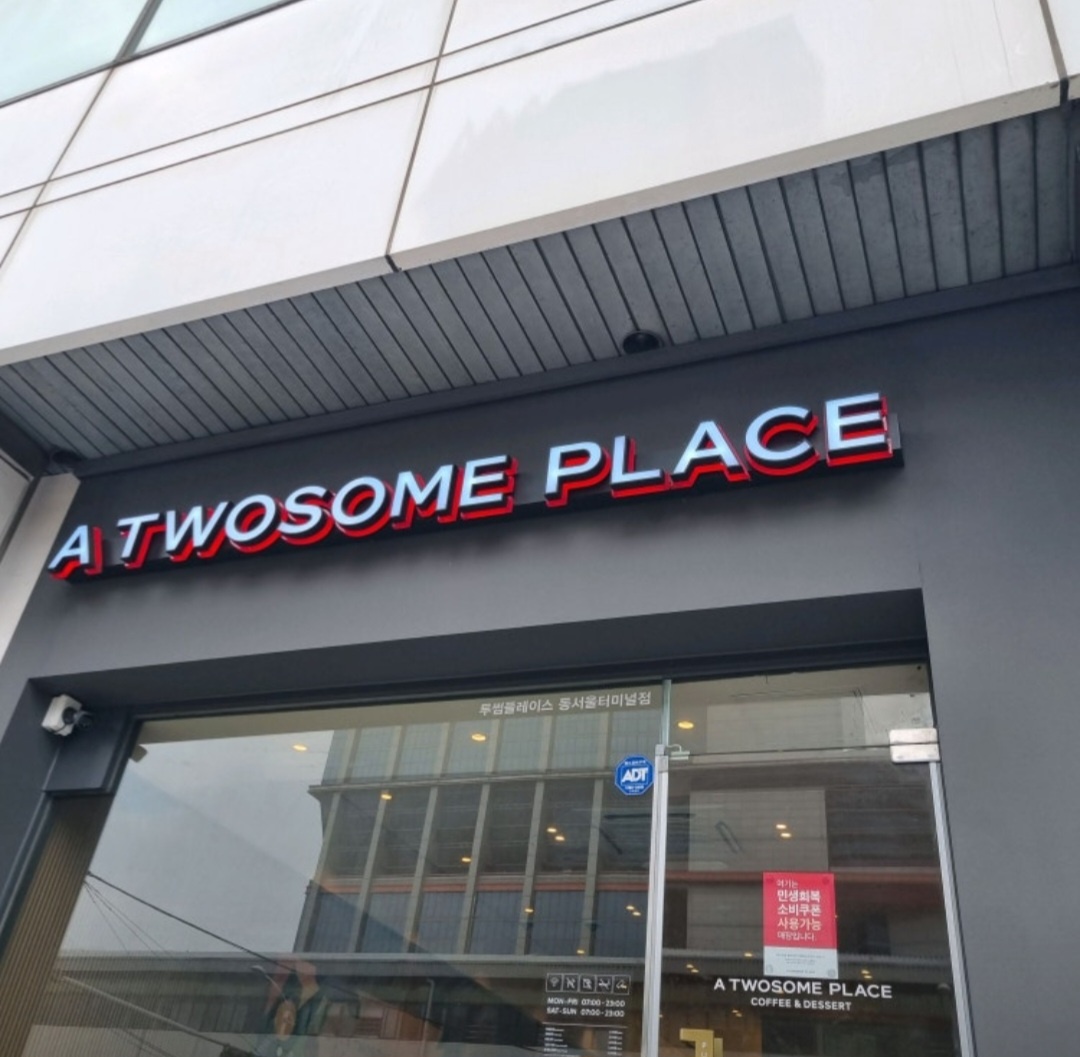 A TWOSOME PLACE
투썸플레이스 동서울터미널점
ADT
여기는
민생회복
소비쿠폰
사용가능
매장입니다.
MON-FRI 07:00-23:00
SAT-SUN 07:00-23:00
A TWOSOME PLACE
COFFEE & DESSERT